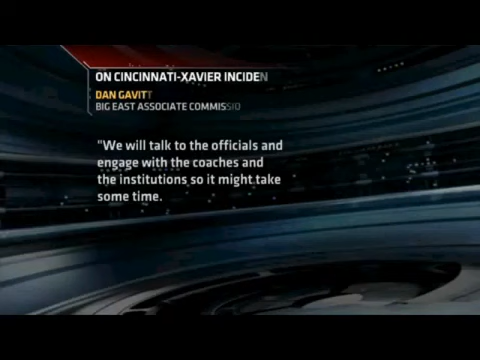 ON CINCINNATI-XAVIER INCIDEN
DAN GAVITT
BIG EAST ASSOCIATE COMMISSIO
"We will talk to the officials and
engage with the coaches and
the institutions so it might take
some time.